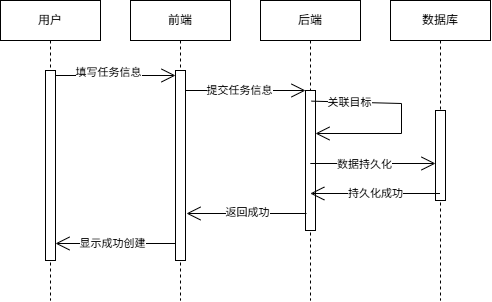 用户
前端
后端
数据库
填写任务信息
提交任务信息
关联目标
数据持久化
持久化成功
返回成功
显示成功创建